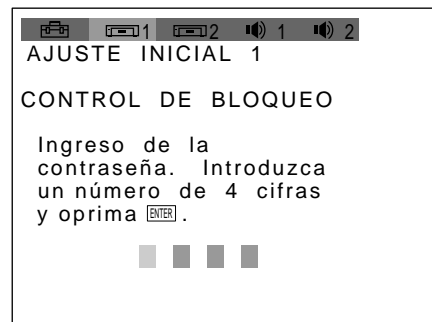 1 2 1 2
AJUSTE INICIAL 1
CONTROL DE BLOQUEO
Ingreso de la
contraseña. Introduzca
un número de 4 cifras
y oprima ENTER .